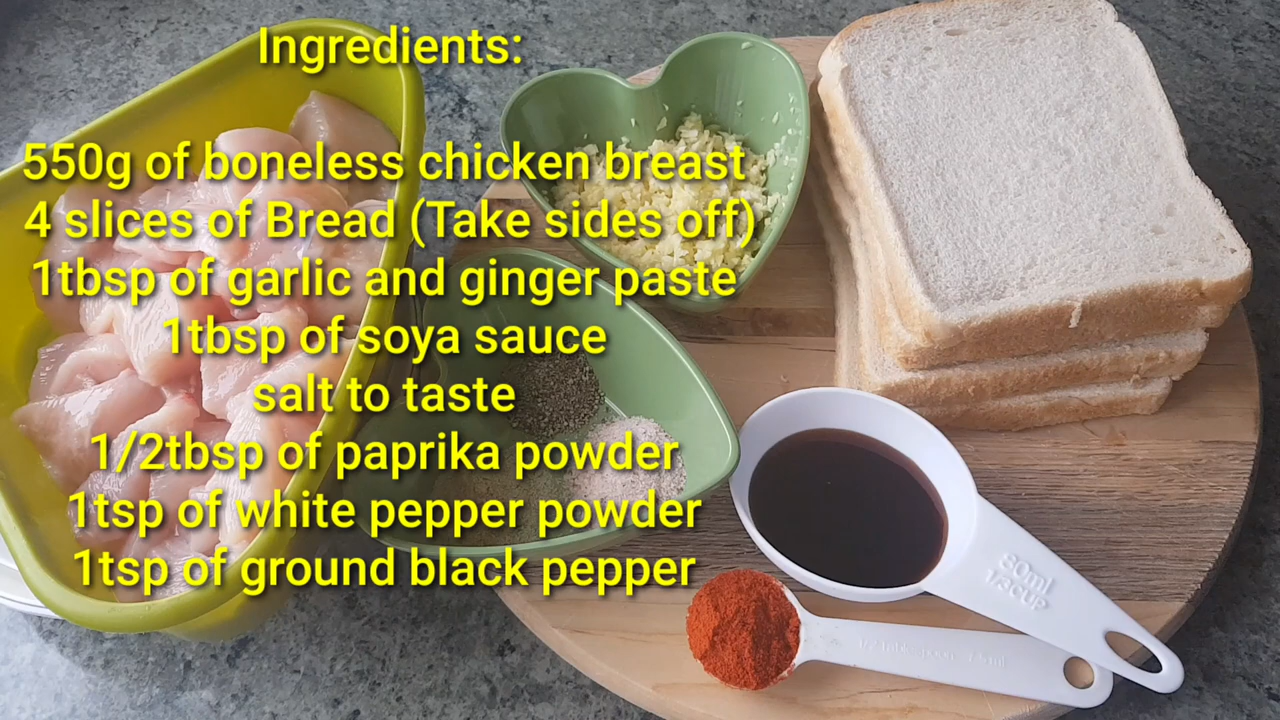 Ingredients:
550g of boneless chicken breast
4 slices of Bread (Take sides off)
1tbsp of garlic and ginger paste
1tbsp of soya sauce
salt to taste
1/2tbsp of paprika powder
1tsp of white pepper powder
1tsp of ground black pepper
80ml
1/3CUP